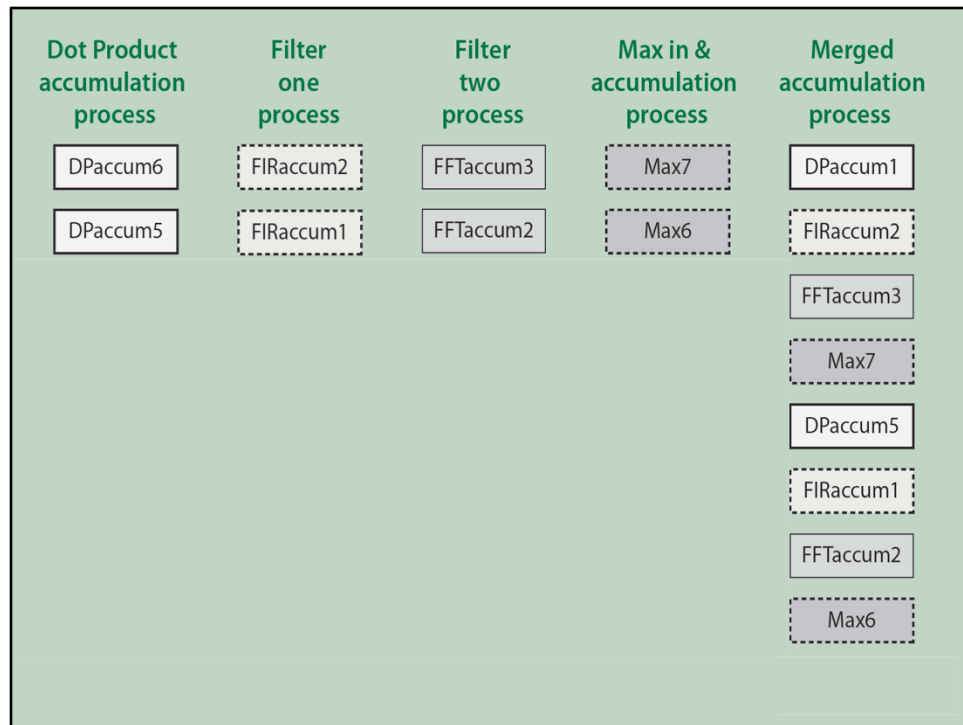 Dot Product
accumulation
process
Filter
one
process
Filter
two
process
Max in &
accumulation
process
Merged
accumulation
process
DPaccum6
FIRaccum2
FFTaccum3
Max7
DPaccum1
DPaccum5
FIRaccum1
FFTaccum2
Max6
FIRaccum2
FFTaccum3
Max7
DPaccum5
FIRaccum1
FFTaccum2
Max6